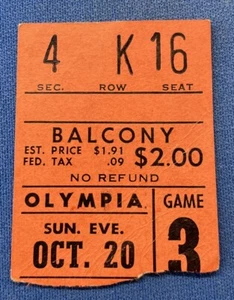 4 K 16
SEC. ROW SEAT
BALCONY
EST. PRICE $1.91
FED. TAX .09 $2.00
NO REFUND
OLYMPIA GAME
SUN. EVE. 3
OCT. 20